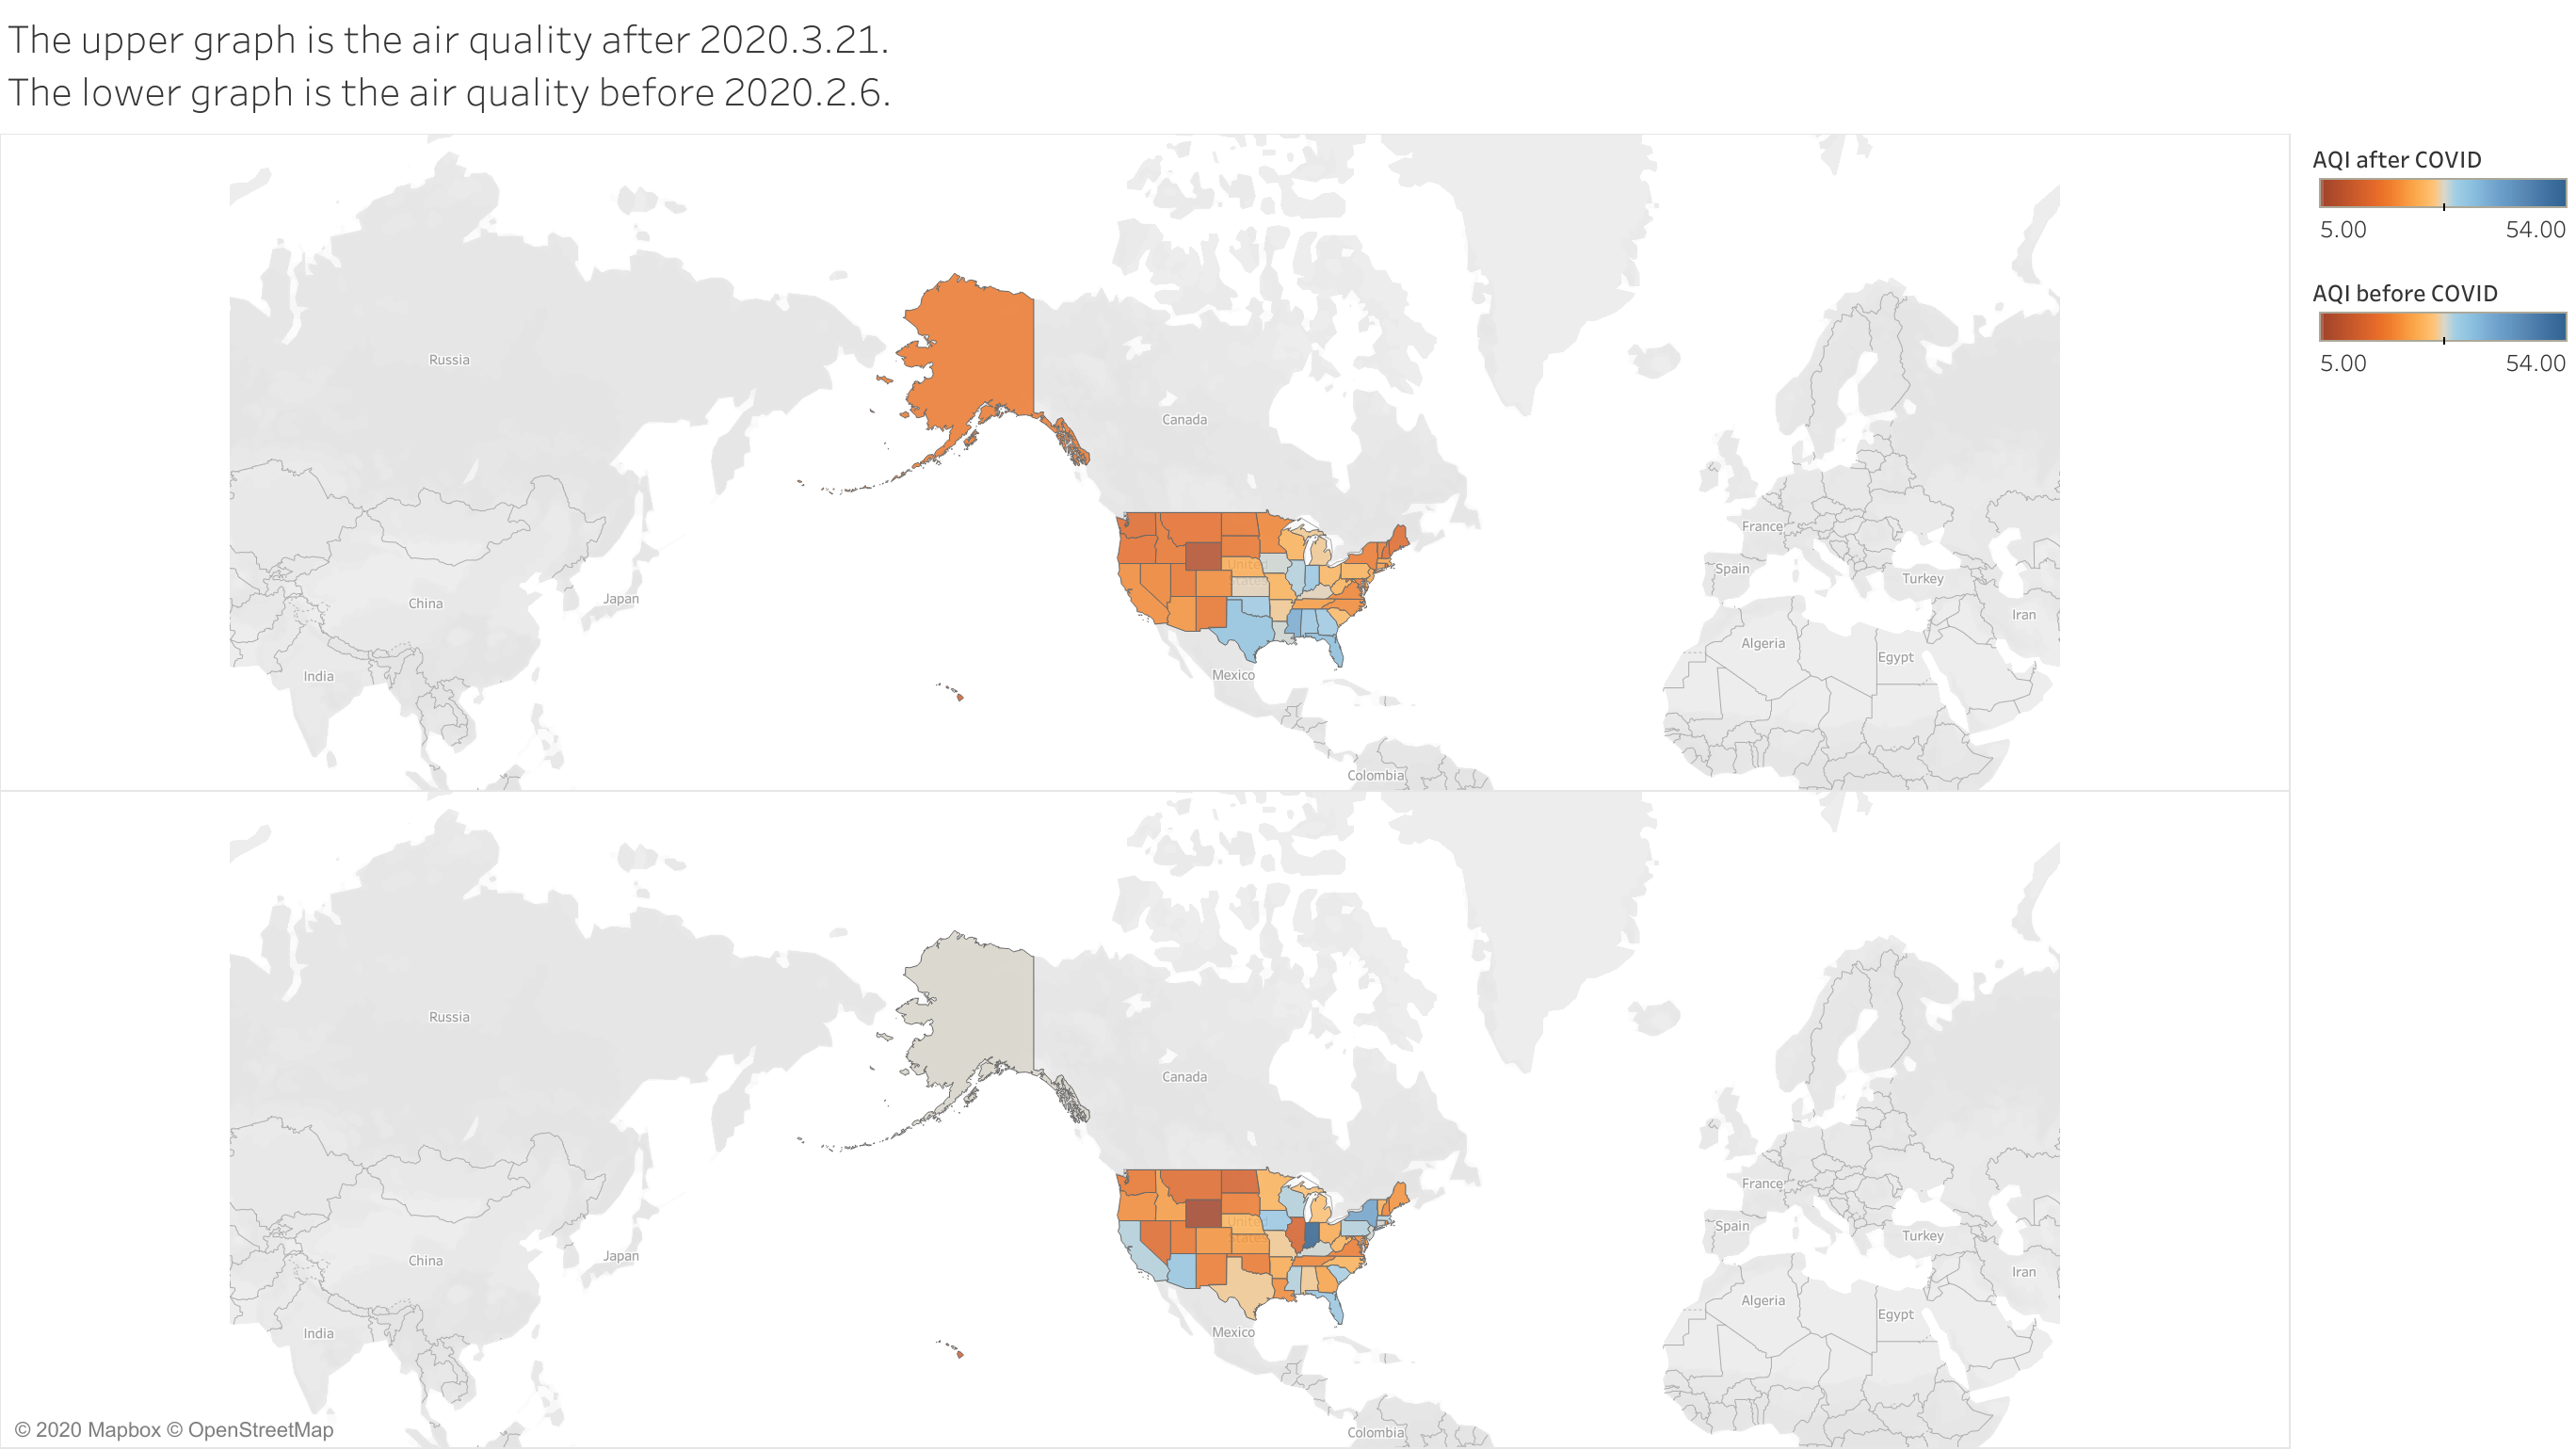 The upper graph is the air quality after 2020.3.21.
The lower graph is the air quality before 2020.2.6.
AQI after COVID
5.00 54.00
AQI before COVID
5.00 54.00
Russia
Canada
France
Spain
United
States
Turkey
China
Japan
Iran
Algeria
Egypt
India
Mexico
Colombia
Russia
Canada
France
Spain
United
States
Turkey
China
Japan
Iran
Algeria
Egypt
India
Mexico
© 2020 Mapbox © OpenStreetMap
Colombia